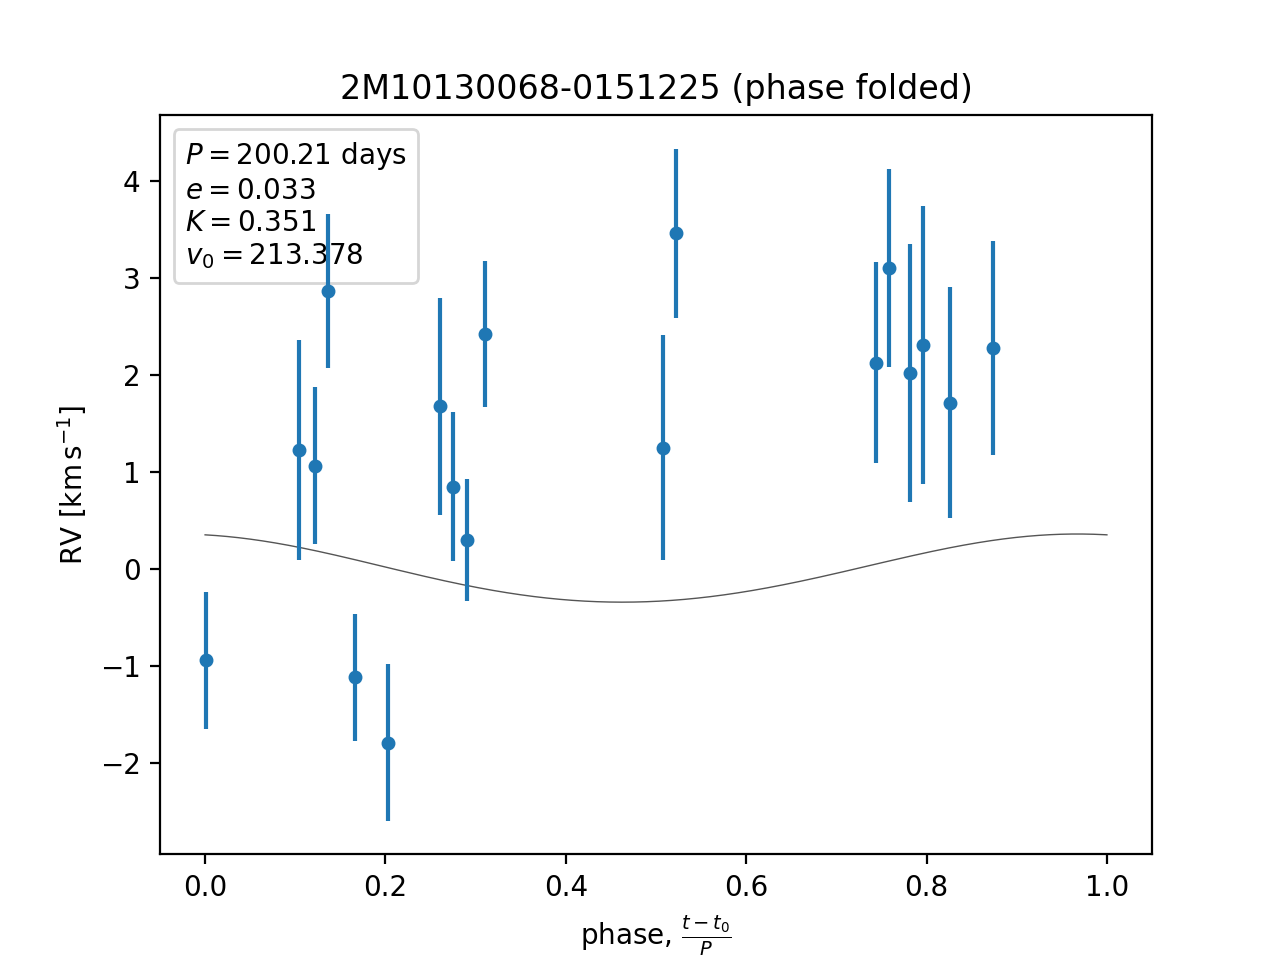 2M10130068-0151225 (phase folded)
P = 200.21 days
e = 0.033
K = 0.351
v₀ = 213.378
4
3
2
1
0
−1
−2
RV [km s⁻¹]
0.0 0.2 0.4 0.6 0.8 1.0
phase, (t − t₀)/P